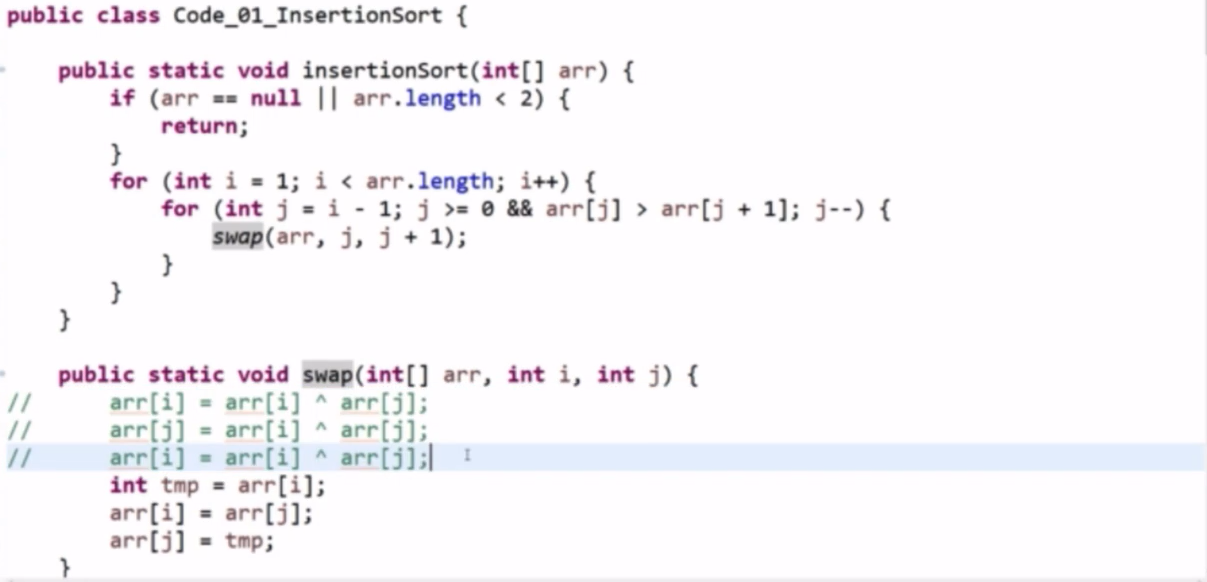 public class Code_01_InsertionSort {
public static void insertionSort(int[] arr) {
if (arr == null || arr.length < 2) {
return;
}
for (int i = 1; i < arr.length; i++) {
for (int j = i - 1; j >= 0 && arr[j] > arr[j + 1]; j--) {
swap(arr, j, j + 1);
}
}
}
public static void swap(int[] arr, int i, int j) {
// arr[i] = arr[i] ^ arr[j];
// arr[j] = arr[i] ^ arr[j];
// arr[i] = arr[i] ^ arr[j];
int tmp = arr[i];
arr[i] = arr[j];
arr[j] = tmp;
}